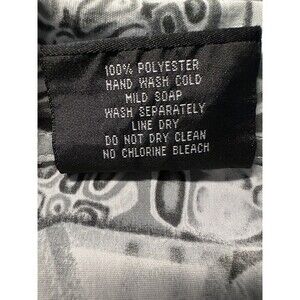 100% POLYESTER
HAND WASH COLD
MILD SOAP
WASH SEPARATELY
LINE DRY
DO NOT DRY CLEAN
NO CHLORINE BLEACH